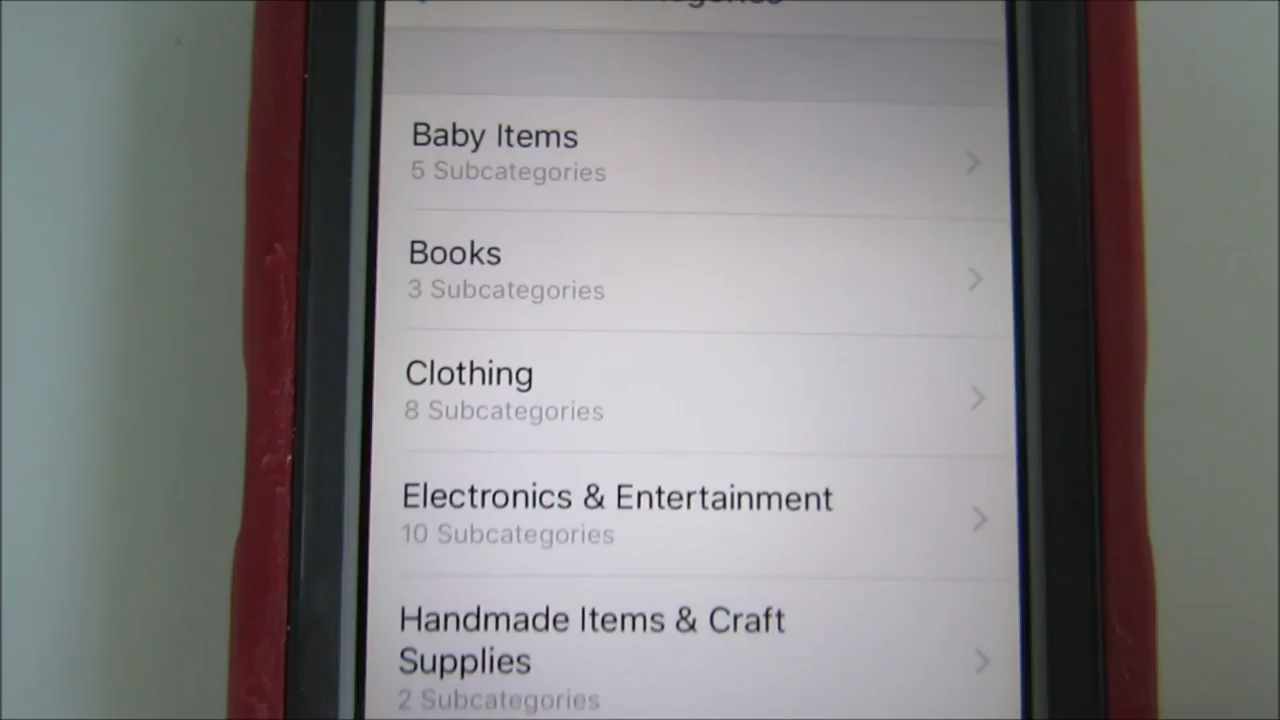 Baby Items
5 Subcategories
Books
3 Subcategories
Clothing
8 Subcategories
Electronics & Entertainment
10 Subcategories
Handmade Items & Craft
Supplies
2 Subcategories